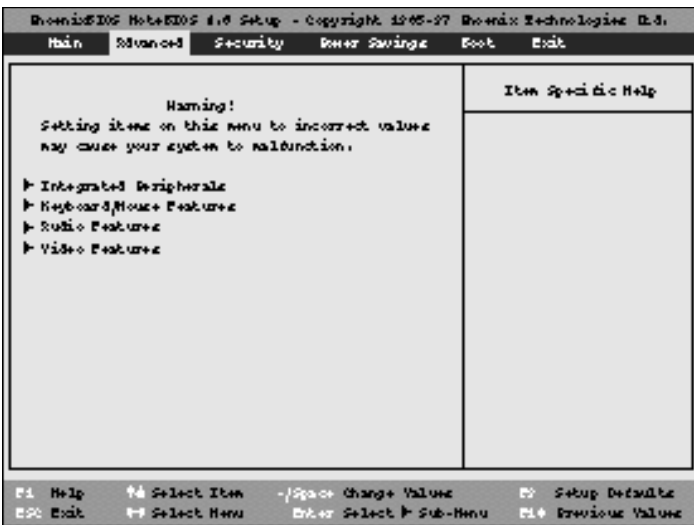 PhoenixBIOS NoteBIOS 4.0 Setup - Copyright 1985-97 Phoenix Technologies Ltd.
Main Advanced Security Power Savings Boot Exit
Item Specific Help
Warning!
Setting items on this menu to incorrect values
may cause your system to malfunction.
Integrated Peripherals
Keyboard/Mouse Features
Audio Features
Video Features
F1 Help ↑↓ Select Item -/Space Change Values F9 Setup Defaults
ESC Exit ←→ Select Menu Enter Select ▶ Sub-Menu F10 Previous Values